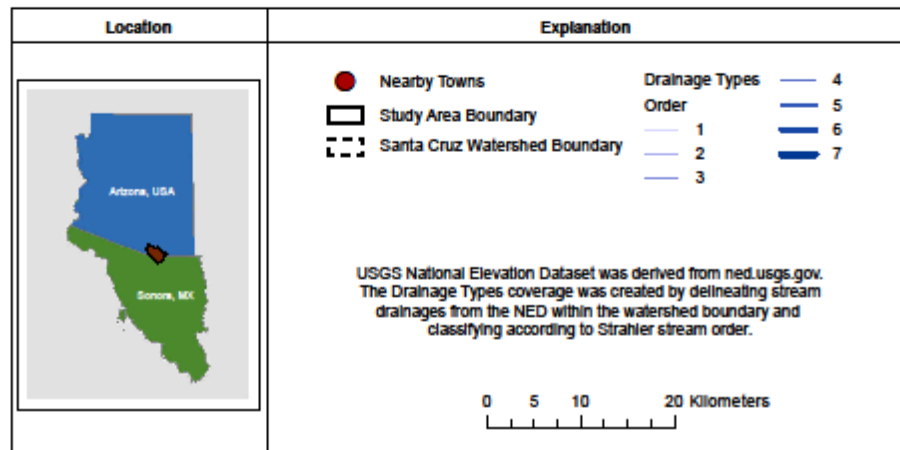 Location
Explanation
Arizona, USA
Sonora, MX
Nearby Towns
Study Area Boundary
Santa Cruz Watershed Boundary
Drainage Types
Order
1
2
3
4
5
6
7
USGS National Elevation Dataset was derived from ned.usgs.gov.
The Drainage Types coverage was created by delineating stream
drainages from the NED within the watershed boundary and
classifying according to Strahler stream order.
0 5 10 20 Kilometers